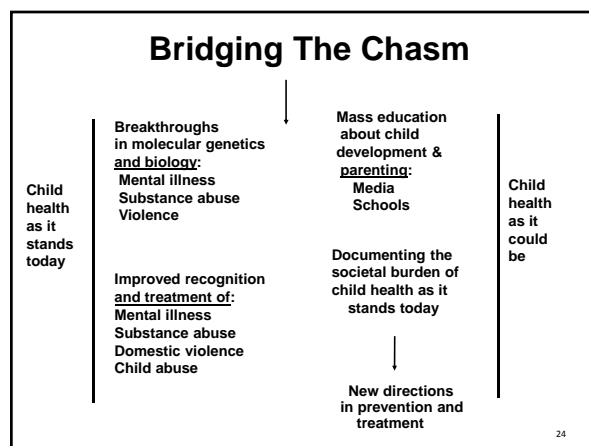 Bridging The Chasm
Child
health
as it
stands
today
Breakthroughs
in molecular genetics
and biology:
Mental illness
Substance abuse
Violence
Improved recognition
and treatment of:
Mental illness
Substance abuse
Domestic violence
Child abuse
Mass education
about child
development &
parenting:
Media
Schools
Documenting the
societal burden of
child health as it
stands today
New directions
in prevention and
treatment
Child
health
as it
could
be
24